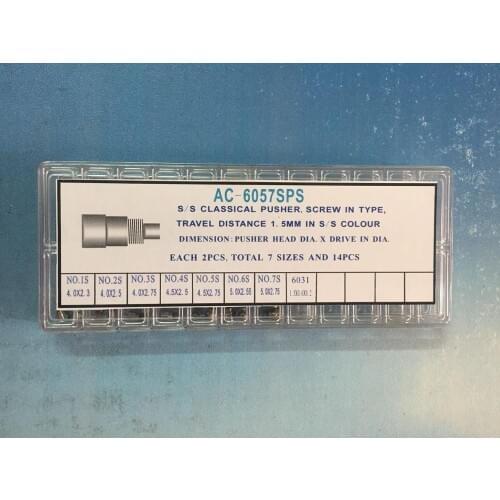 AC-6057SPS
S/S CLASSICAL PUSHER, SCREW IN TYPE,
TRAVEL DISTANCE 1.5MM IN S/S COLOUR
DIMENSION: PUSHER HEAD DIA. X DRIVE IN DIA.
EACH 2PCS, TOTAL 7 SIZES AND 14PCS
NO.1S NO.2S NO.3S NO.4S NO.5S NO.6S NO.7S 6031
4.0X2.3 4.0X2.5 4.0X2.75 4.5X2.5 4.5X2.75 5.0X2.55 5.0X2.75